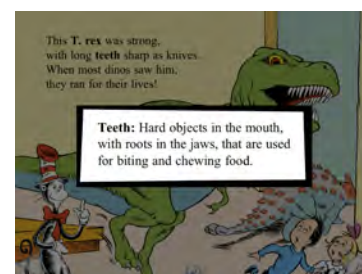 This T. rex was strong,
with long teeth sharp as knives.
When most dinos saw him,
they ran for their lives!
Teeth: Hard objects in the mouth,
with roots in the jaws, that are used
for biting and chewing food.